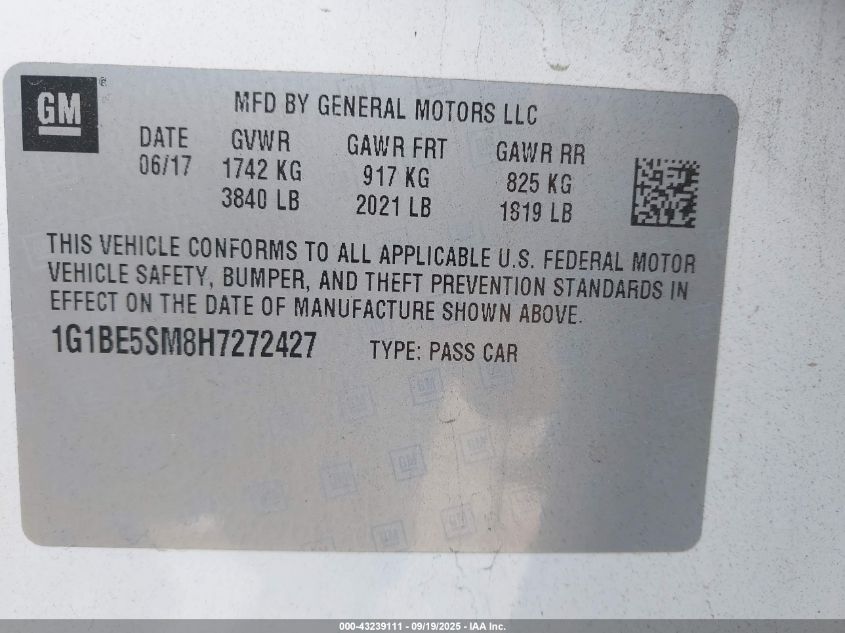 GM
MFD BY GENERAL MOTORS LLC
DATE GVWR GAWR FRT GAWR RR
06/17 1742 KG 917 KG 825 KG
3840 LB 2021 LB 1819 LB
THIS VEHICLE CONFORMS TO ALL APPLICABLE U.S. FEDERAL MOTOR
VEHICLE SAFETY, BUMPER, AND THEFT PREVENTION STANDARDS IN
EFFECT ON THE DATE OF MANUFACTURE SHOWN ABOVE.
1G1BE5SM8H7272427 TYPE: PASS CAR
000-43239111 - 09/19/2025 - IAA Inc.